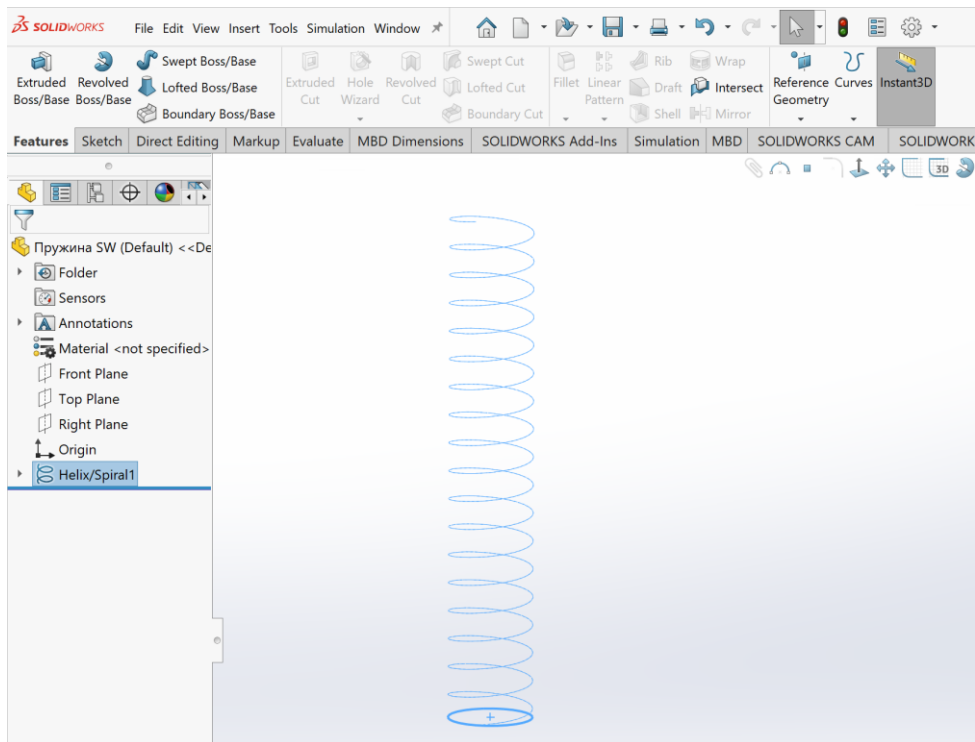 SOLIDWORKS File Edit View Insert Tools Simulation Window
Extruded Boss/Base Revolved Boss/Base Swept Boss/Base Extruded Cut Hole Wizard Revolved Cut Swept Cut Fillet Linear Pattern Rib Wrap Reference Geometry Curves Instant3D
Lofted Boss/Base Lofted Cut Draft Intersect
Boundary Boss/Base Boundary Cut Shell Mirror
Features Sketch Direct Editing Markup Evaluate MBD Dimensions SOLIDWORKS Add-Ins Simulation MBD SOLIDWORKS CAM SOLIDWORK
3D
Пружина SW (Default) <<De
Folder
Sensors
Annotations
Material <not specified>
Front Plane
Top Plane
Right Plane
Origin
Helix/Spiral1